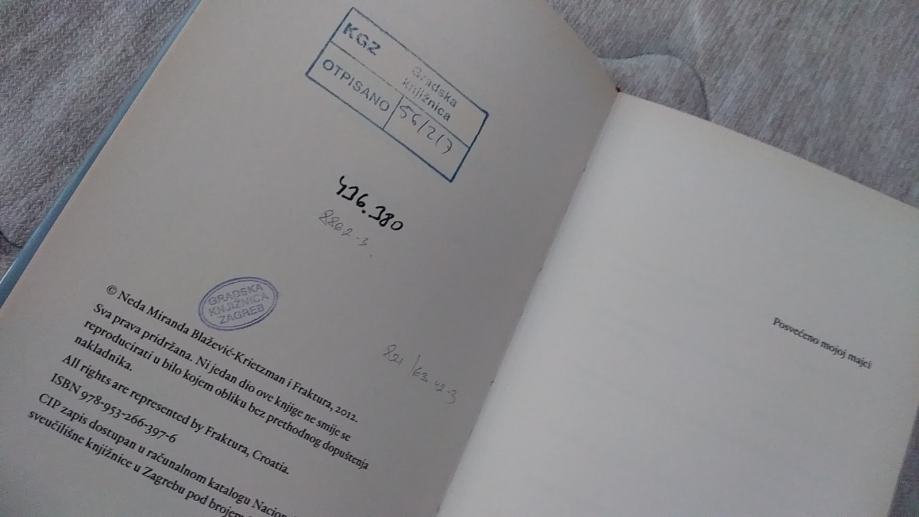 KGZ
Gradska
knjižnica
OTPISANO
56/217
436.380
GRADSKA
KNJIŽNICA
ZAGREB
© Neda Miranda Blažević-Krietzman i Fraktura, 2012.
Sva prava pridržana. Ni jedan dio ove knjige ne smije se
reproducirati u bilo kojem obliku bez prethodnog dopuštenja
nakladnika.
All rights are represented by Fraktura, Croatia.
ISBN 978-953-266-397-6
CIP zapis dostupan u računalnom katalogu Nacion
sveučilišne knjižnice u Zagrebu pod brojem
Posvećeno mojoj majci